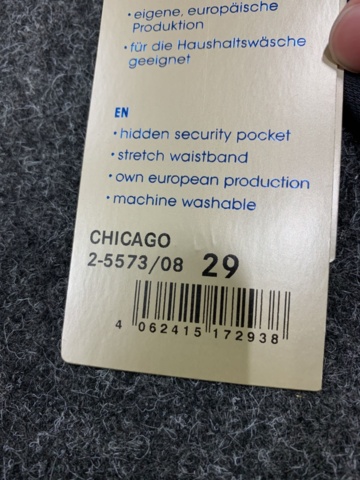 • eigene, europäische
Produktion
• für die Haushaltswäsche
geeignet
EN
• hidden security pocket
• stretch waistband
• own european production
• machine washable
CHICAGO
2-5573/08 29
4 062415 172938